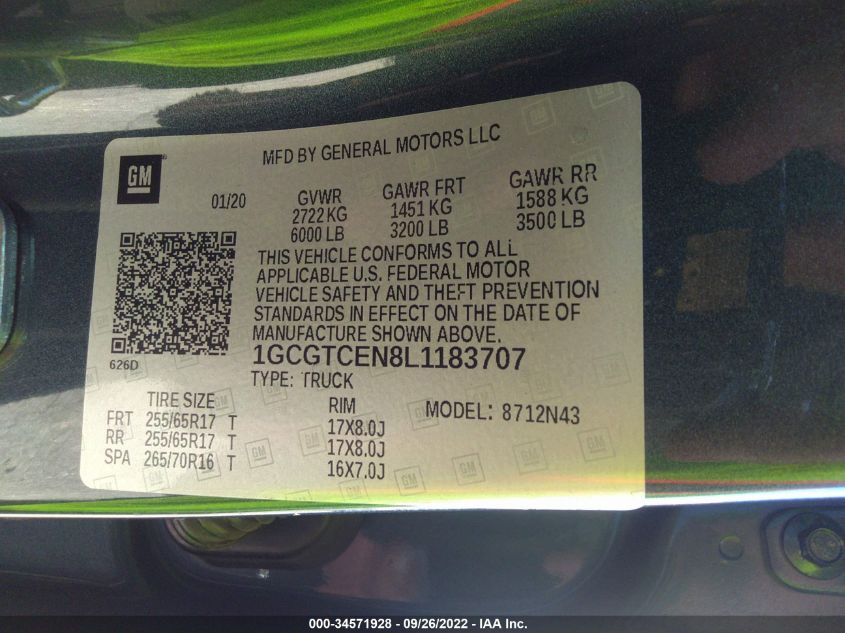 MFD BY GENERAL MOTORS LLC
GM
01/20 GVWR GAWR FRT GAWR RR
2722 KG 1451 KG 1588 KG
6000 LB 3200 LB 3500 LB
THIS VEHICLE CONFORMS TO ALL
APPLICABLE U.S. FEDERAL MOTOR
VEHICLE SAFETY AND THEFT PREVENTION
STANDARDS IN EFFECT ON THE DATE OF
MANUFACTURE SHOWN ABOVE.
626D
1GCGTCEN8L1183707
TYPE: TRUCK
TIRE SIZE RIM MODEL: 8712N43
FRT 255/65R17 T 17X8.0J
RR 255/65R17 T 17X8.0J
SPA 265/70R16 T 16X7.0J
000-34571928 - 09/26/2022 - IAA Inc.